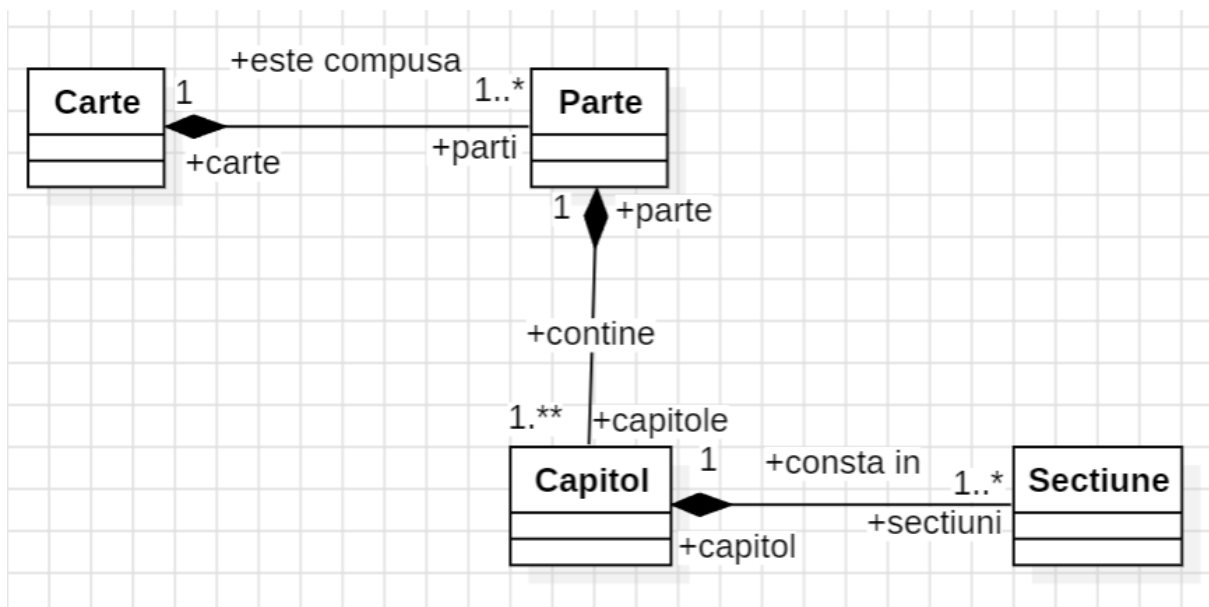 +este compusa
Carte
1
1..*
Parte
+carte
+parti
1
+parte
+contine
1.**
+capitole
Capitol
1
+consta in
1..*
Sectiune
+sectiuni
+capitol